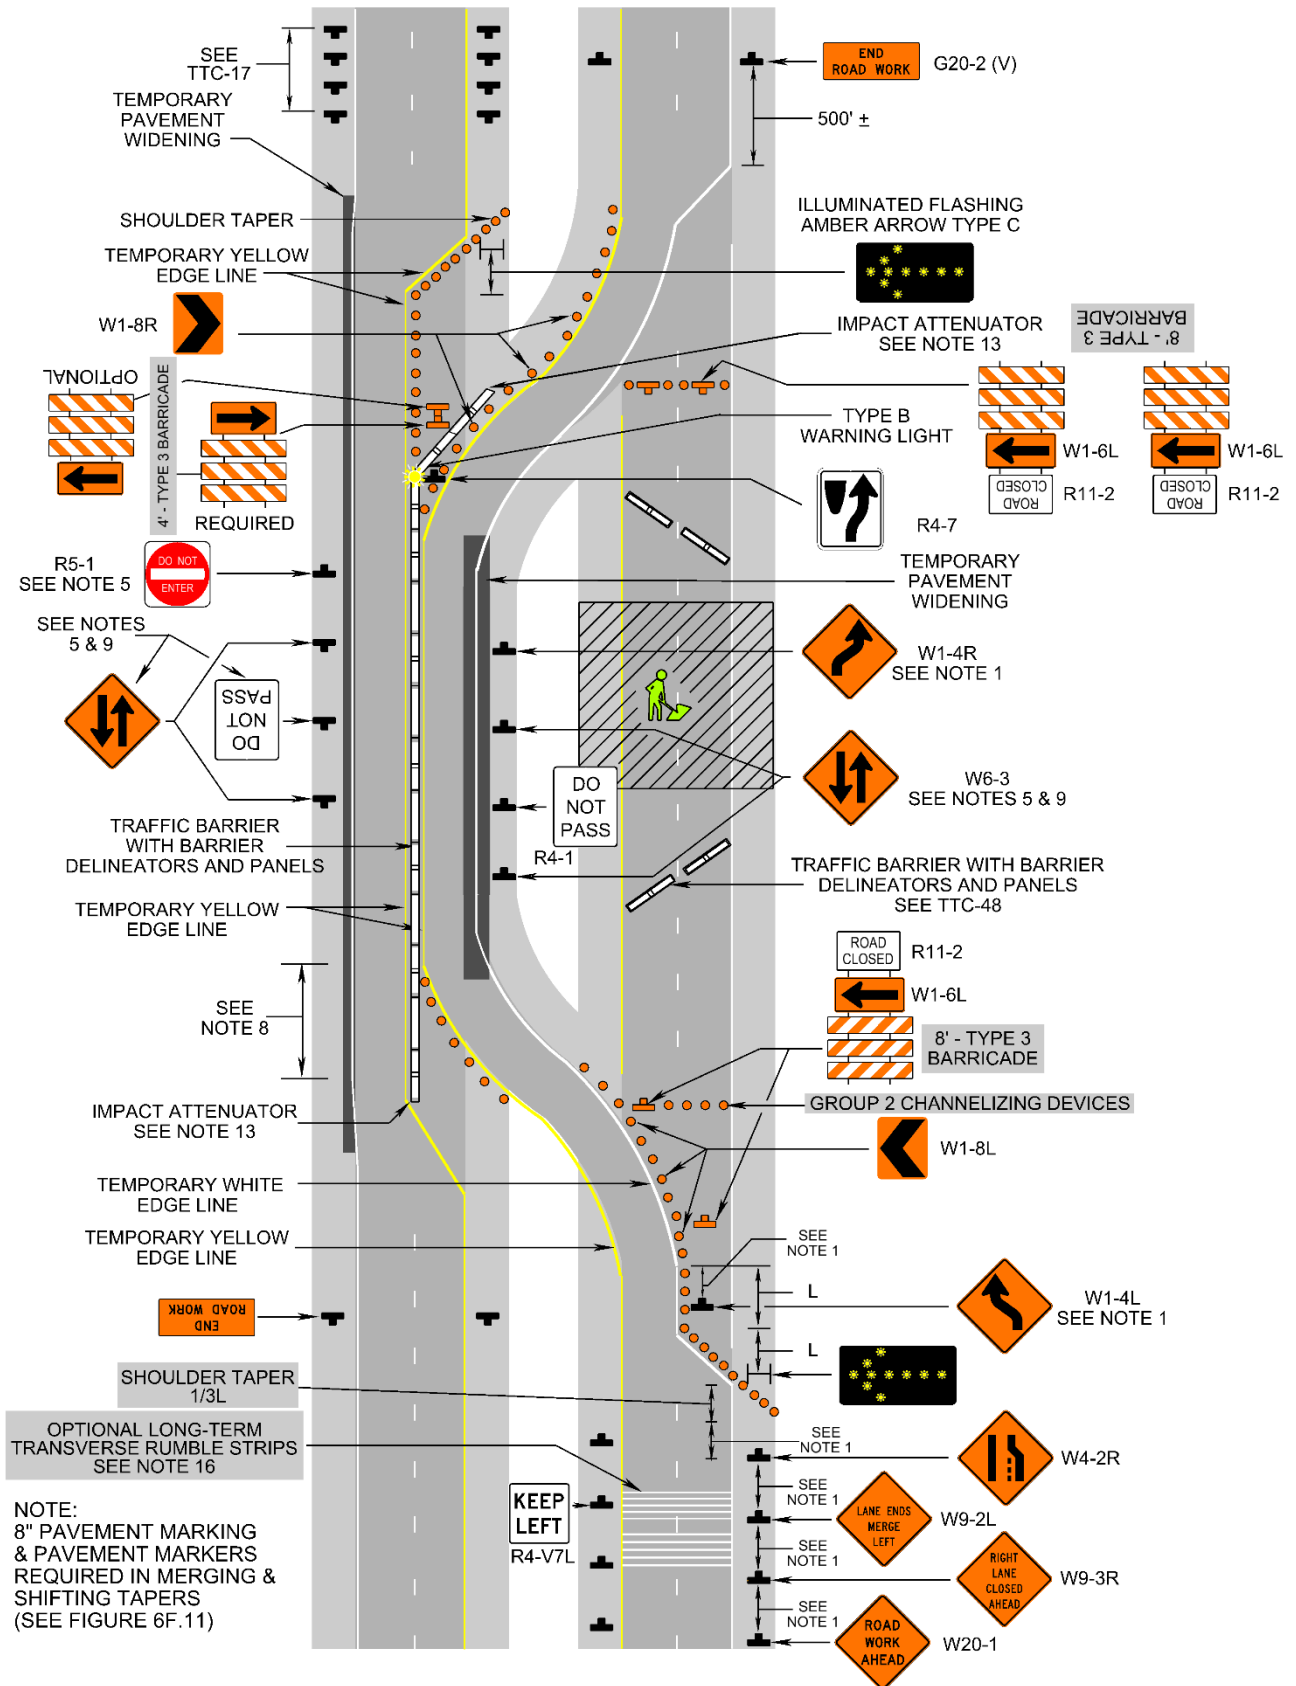 SEE
TTC-17
TEMPORARY
PAVEMENT
WIDENING
END
ROAD WORK
G20-2 (V)
500' ±
SHOULDER TAPER
TEMPORARY YELLOW
EDGE LINE
ILLUMINATED FLASHING
AMBER ARROW TYPE C
W1-8R
IMPACT ATTENUATOR
SEE NOTE 13
8' - TYPE 3
BARRICADE
OPTIONAL
4' - TYPE 3 BARRICADE
REQUIRED
TYPE B
WARNING LIGHT
W1-6L
ROAD
CLOSED
R11-2
W1-6L
ROAD
CLOSED
R11-2
R4-7
R5-1
SEE NOTE 5
DO NOT
ENTER
TEMPORARY
PAVEMENT
WIDENING
SEE NOTES
5 & 9
DO
NOT
PASS
W1-4R
SEE NOTE 1
DO
NOT
PASS
R4-1
W6-3
SEE NOTES 5 & 9
TRAFFIC BARRIER
WITH BARRIER
DELINEATORS AND PANELS
TRAFFIC BARRIER WITH BARRIER
DELINEATORS AND PANELS
SEE TTC-48
TEMPORARY YELLOW
EDGE LINE
ROAD
CLOSED
R11-2
W1-6L
SEE
NOTE 8
8' - TYPE 3
BARRICADE
IMPACT ATTENUATOR
SEE NOTE 13
GROUP 2 CHANNELIZING DEVICES
W1-8L
TEMPORARY WHITE
EDGE LINE
TEMPORARY YELLOW
EDGE LINE
SEE
NOTE 1
L
W1-4L
SEE NOTE 1
END
ROAD WORK
L
SHOULDER TAPER
1/3L
OPTIONAL LONG-TERM
TRANSVERSE RUMBLE STRIPS
SEE NOTE 16
SEE
NOTE 1
W4-2R
KEEP
LEFT
R4-V7L
SEE
NOTE 1
LANE ENDS
MERGE
LEFT
W9-2L
SEE
NOTE 1
RIGHT
LANE
CLOSED
AHEAD
W9-3R
SEE
NOTE 1
ROAD
WORK
AHEAD
W20-1
NOTE:
8" PAVEMENT MARKING
& PAVEMENT MARKERS
REQUIRED IN MERGING &
SHIFTING TAPERS
(SEE FIGURE 6F.11)